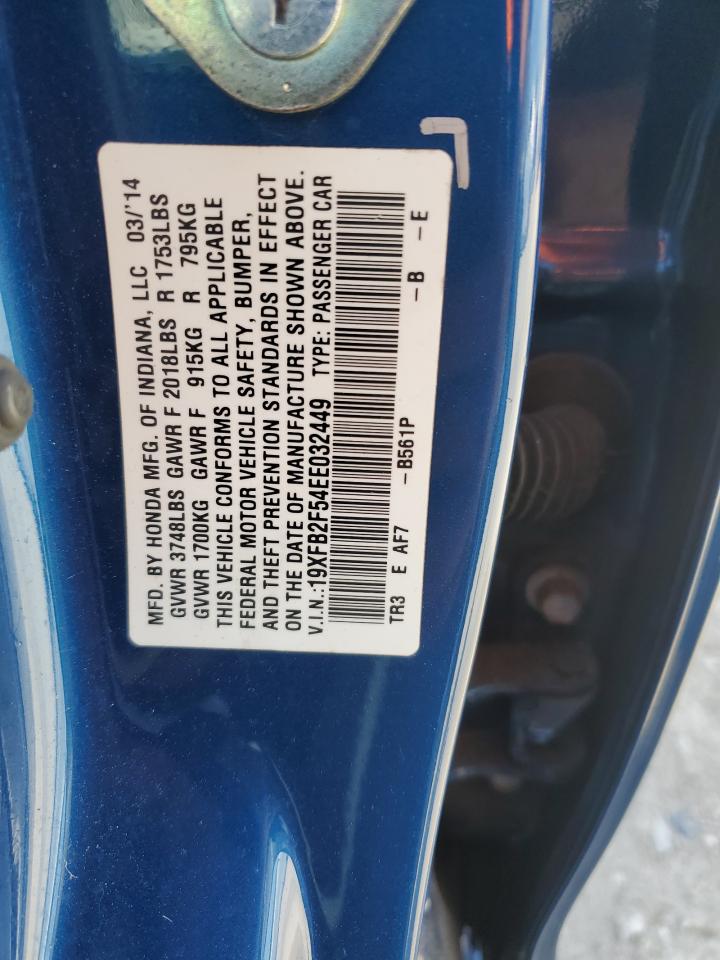 MFD. BY HONDA MFG. OF INDIANA, LLC 03/'14
GVWR 3748LBS GAWR F 2018LBS R 1753LBS
GVWR 1700KG GAWR F 915KG R 795KG
THIS VEHICLE CONFORMS TO ALL APPLICABLE
FEDERAL MOTOR VEHICLE SAFETY, BUMPER,
AND THEFT PREVENTION STANDARDS IN EFFECT
ON THE DATE OF MANUFACTURE SHOWN ABOVE.
V.I.N.:19XFB2F54EE032449 TYPE: PASSENGER CAR
TR3 E AF7 -B561P -B -E